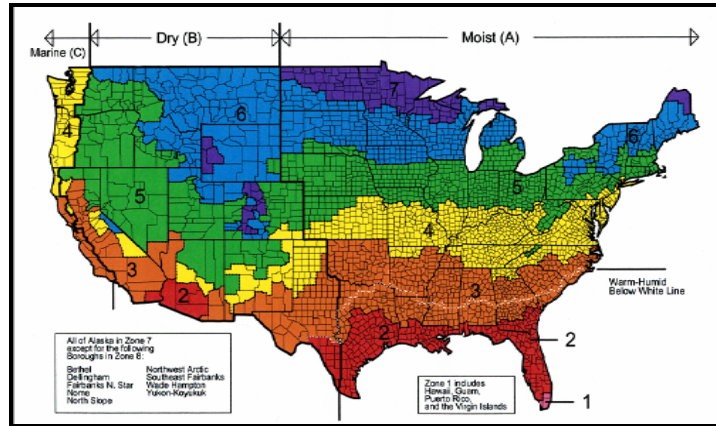 Marine (C)
Dry (B)
Moist (A)
7
6
6
4
5
5
4
3
3
2
2
2
1
Warm-Humid
Below White Line
All of Alaska in Zone 7
except for the following
Boroughs in Zone 8:
Bethel Northwest Arctic
Dellingham Southeast Fairbanks
Fairbanks N. Star Wade Hampton
Nome Yukon-Koyukuk
North Slope
Zone 1 includes
Hawaii, Guam,
Puerto Rico,
and the Virgin Islands